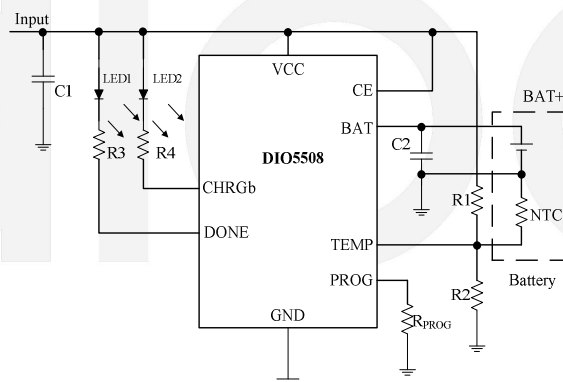 Input
VCC
LED1
LED2
CE
C1
BAT+
BAT
C2
R3
R4
DIO5508
CHRGb
R1
NTC
DONE
TEMP
PROG
Battery
R2
GND
RPROG